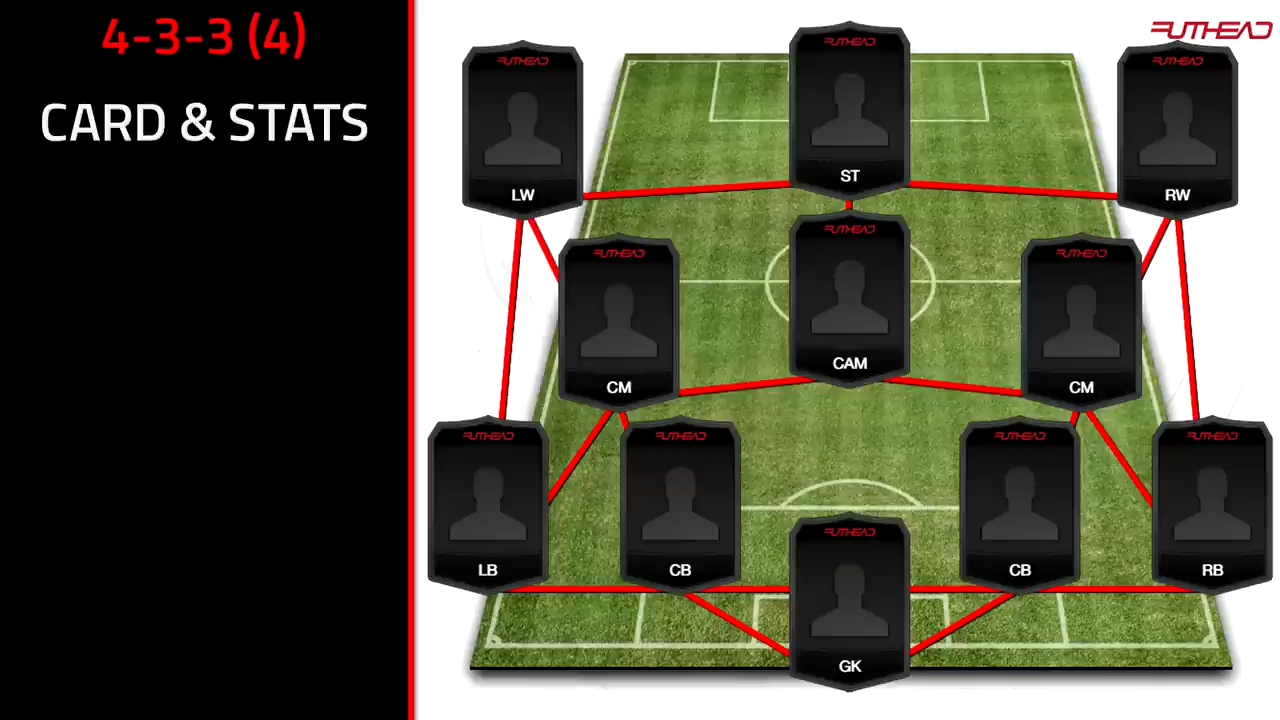 4-3-3 (4)
CARD & STATS
FUTHEAD
FUTHEAD
LW
FUTHEAD
ST
FUTHEAD
RW
FUTHEAD
CM
FUTHEAD
CAM
FUTHEAD
CM
FUTHEAD
LB
FUTHEAD
CB
FUTHEAD
CB
FUTHEAD
RB
FUTHEAD
GK